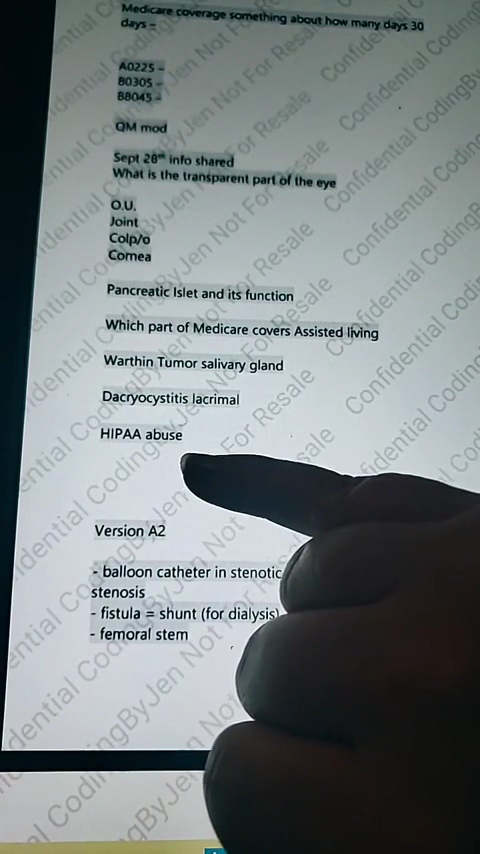 Medicare coverage something about how many days 30
days =
A0225 –
80305 –
88045 –
QM mod
Sept 28th info shared
What is the transparent part of the eye
O.U.
Joint
Colp/o
Cornea
Pancreatic Islet and its function
Which part of Medicare covers Assisted living
Warthin Tumor salivary gland
Dacryocystitis lacrimal
HIPAA abuse
Version A2
- balloon catheter in stenotic
stenosis
- fistula = shunt (for dialysis)
- femoral stem
Confidential CodingByJen Not For Resale